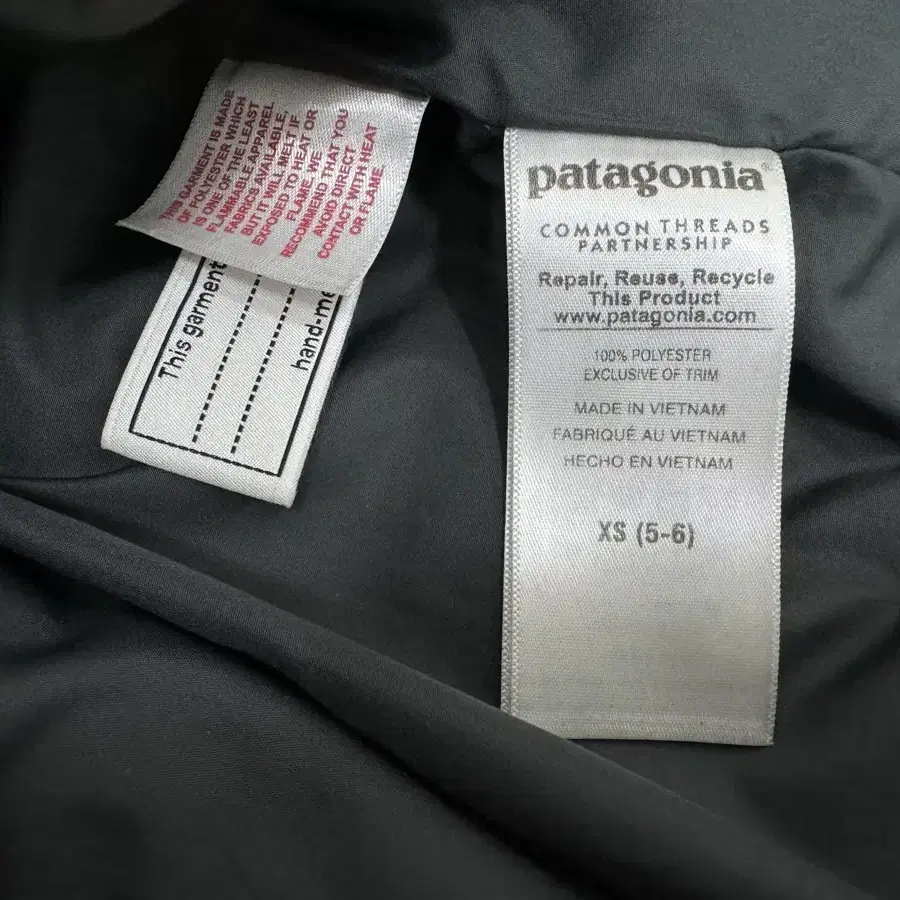 THIS GARMENT IS MADE
OF POLYESTER WHICH
IS ONE OF THE LEAST
FLAMMABLE APPAREL
FABRICS AVAILABLE,
BUT IT WILL MELT IF
EXPOSED TO HEAT OR
FLAME. WE
RECOMMEND THAT YOU
AVOID DIRECT
CONTACT WITH HEAT
OR FLAME
This garment
hand-me
patagonia®
COMMON THREADS
PARTNERSHIP
Repair, Reuse, Recycle
This Product
www.patagonia.com
100% POLYESTER
EXCLUSIVE OF TRIM
MADE IN VIETNAM
FABRIQUÉ AU VIETNAM
HECHO EN VIETNAM
XS (5-6)